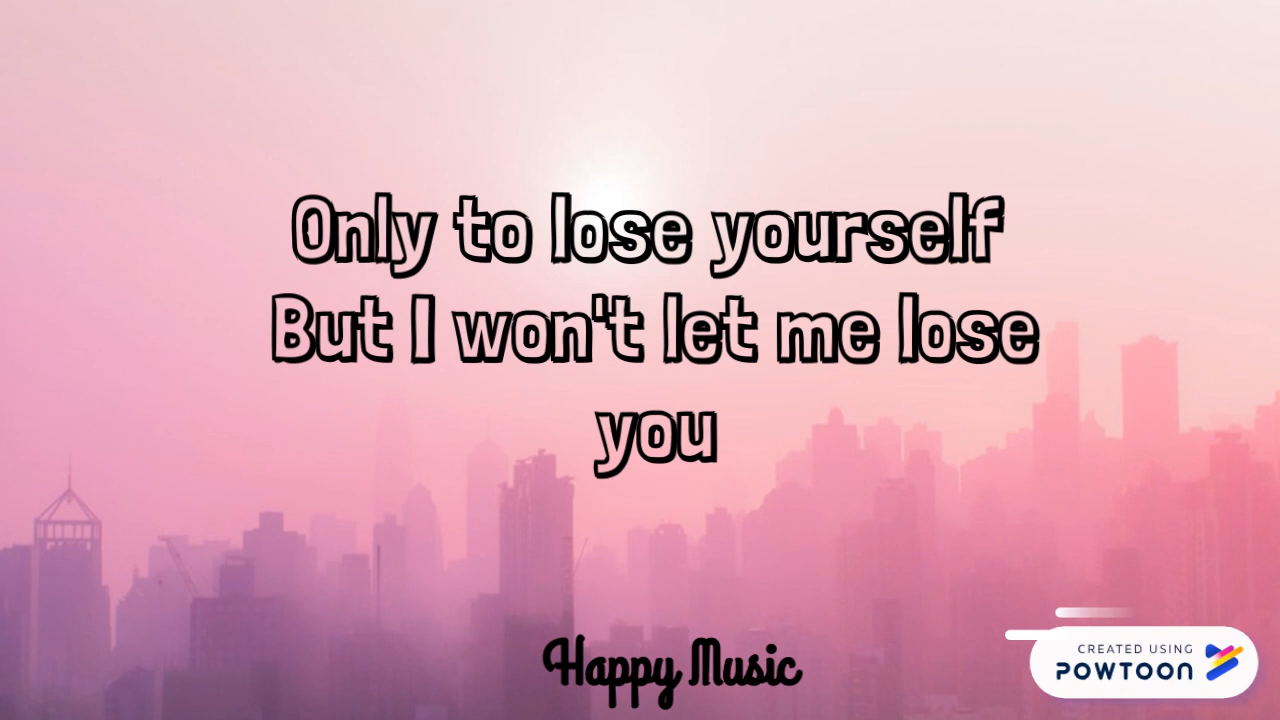 Only to lose yourself
But I won't let me lose
you
Happy Music
CREATED USING
POWTOON